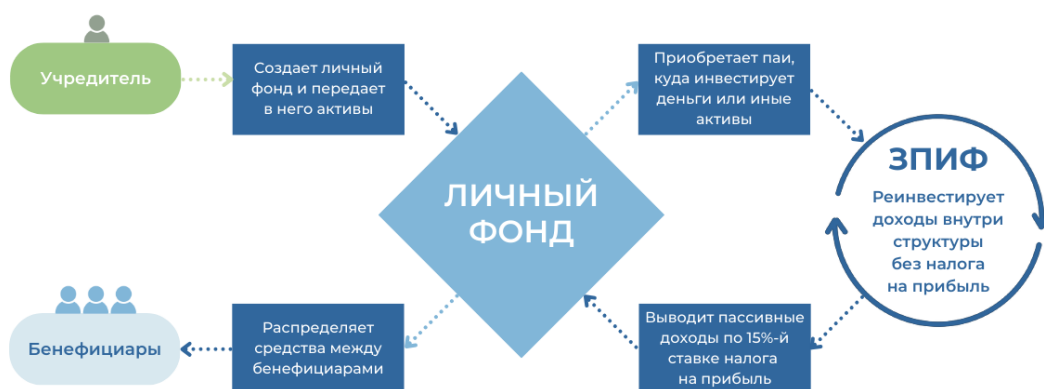 Учредитель
Создает личный
фонд и передает
в него активы
ЛИЧНЫЙ
ФОНД
Приобретает паи,
куда инвестирует
деньги или иные
активы
ЗПИФ
Реинвестирует
доходы внутри
структуры
без налога
на прибыль
Выводит пассивные
доходы по 15%-й
ставке налога
на прибыль
Распределяет
средства между
бенефициарами
Бенефициары